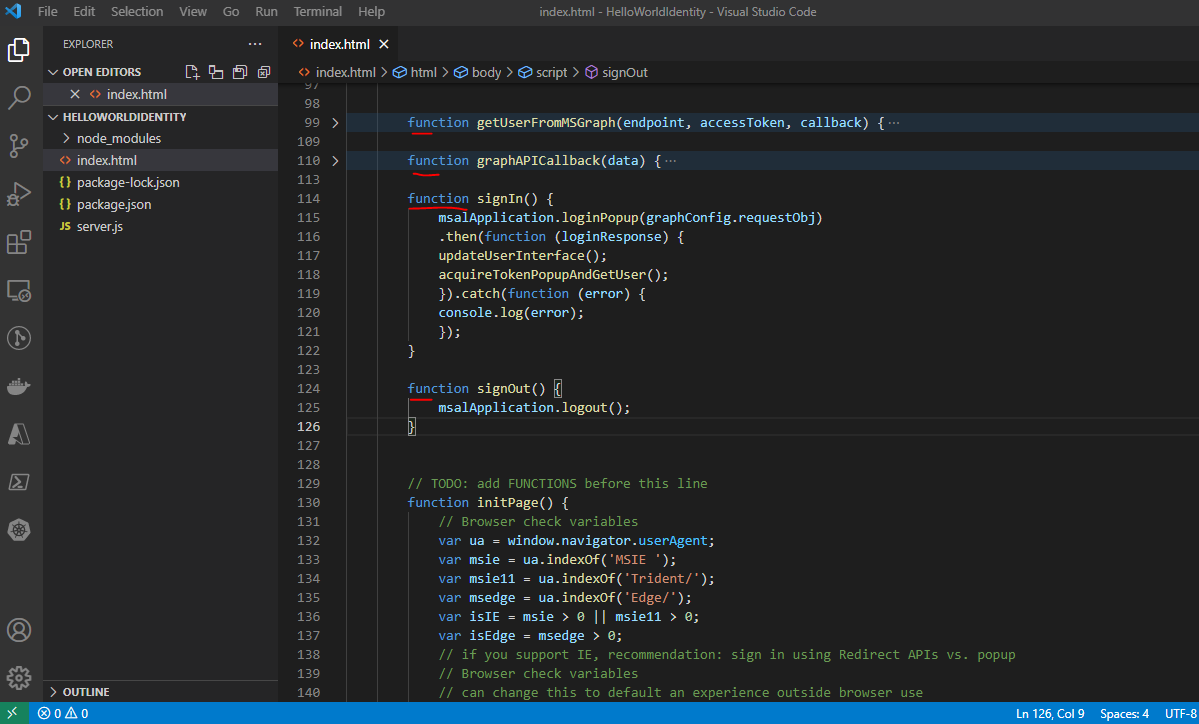 File Edit Selection View Go Run Terminal Help index.html - HelloWorldIdentity - Visual Studio Code
EXPLORER
OPEN EDITORS
index.html
HELLOWORLDIDENTITY
node_modules
index.html
{} package-lock.json
{} package.json
JS server.js
OUTLINE
index.html
index.html > html > body > script > signOut
97
98
99 function getUserFromMSGraph(endpoint, accessToken, callback) { ···
109
110 function graphAPICallback(data) { ···
113
114 function signIn() {
115 msalApplication.loginPopup(graphConfig.requestObj)
116 .then(function (loginResponse) {
117 updateUserInterface();
118 acquireTokenPopupAndGetUser();
119 }).catch(function (error) {
120 console.log(error);
121 });
122 }
123
124 function signOut() {
125 msalApplication.logout();
126 }
127
128
129 // TODO: add FUNCTIONS before this line
130 function initPage() {
131 // Browser check variables
132 var ua = window.navigator.userAgent;
133 var msie = ua.indexOf('MSIE ');
134 var msie11 = ua.indexOf('Trident/');
135 var msedge = ua.indexOf('Edge/');
136 var isIE = msie > 0 || msie11 > 0;
137 var isEdge = msedge > 0;
138 // if you support IE, recommendation: sign in using Redirect APIs vs. popup
139 // Browser check variables
140 // can change this to default an experience outside browser use
0 0 Ln 126, Col 9 Spaces: 4 UTF-8